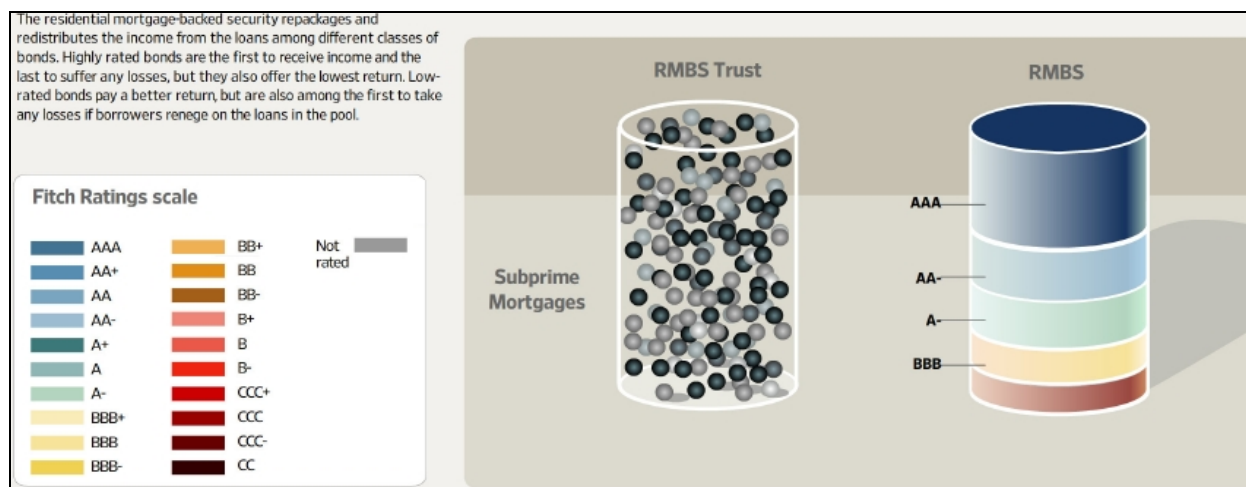 The residential mortgage-backed security repackages and
redistributes the income from the loans among different classes of
bonds. Highly rated bonds are the first to receive income and the
last to suffer any losses, but they also offer the lowest return. Low-
rated bonds pay a better return, but are also among the first to take
any losses if borrowers renege on the loans in the pool.
Fitch Ratings scale
AAA
AA+
AA
AA-
A+
A
A-
BBB+
BBB
BBB-
BB+
BB
BB-
B+
B
B-
CCC+
CCC
CCC-
CC
Not
rated
RMBS Trust
RMBS
Subprime
Mortgages
AAA
AA-
A-
BBB